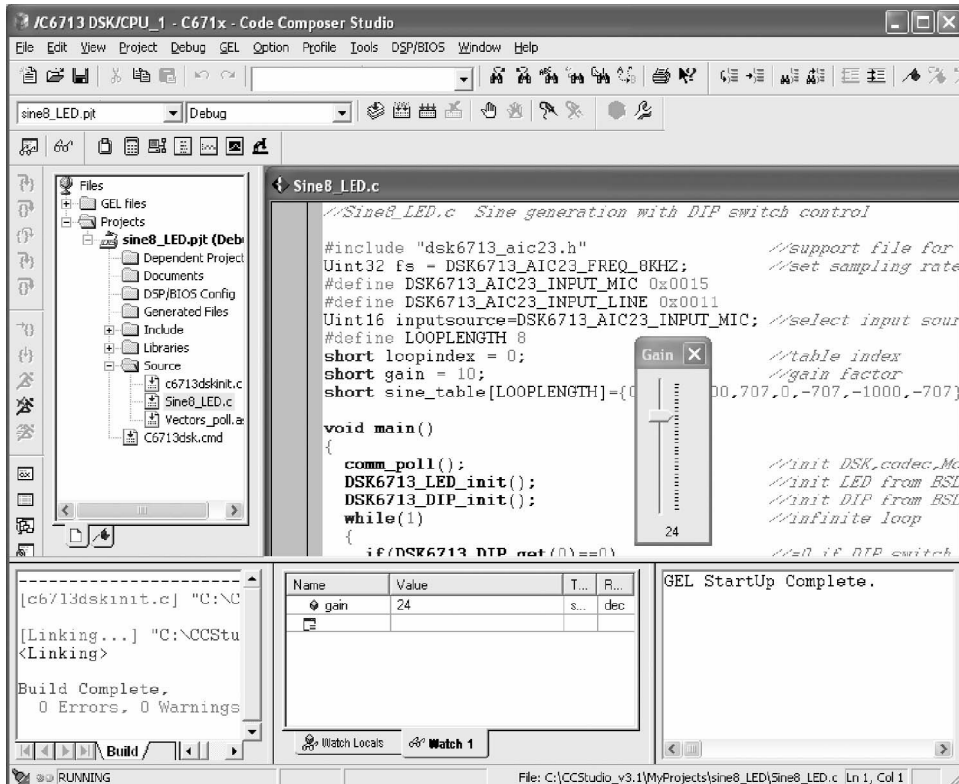 /C6713 DSK/CPU_1 - C671x - Code Composer Studio
File Edit View Project Debug GEL Option Profile Tools DSP/BIOS Window Help
sine8_LED.pjt Debug
Files
GEL files
Projects
sine8_LED.pjt (Deb
Dependent Project
Documents
DSP/BIOS Config
Generated Files
Include
Libraries
Source
c6713dskinit.c
Sine8_LED.c
Vectors_poll.a
C6713dsk.cmd
Sine8_LED.c
//Sine8_LED.c Sine generation with DIP switch control
#include "dsk6713_aic23.h" //support file for
Uint32 fs = DSK6713_AIC23_FREQ_8KHZ; //set sampling rate
#define DSK6713_AIC23_INPUT_MIC 0x0015
#define DSK6713_AIC23_INPUT_LINE 0x0011
Uint16 inputsource=DSK6713_AIC23_INPUT_MIC; //select input sour
#define LOOPLENGTH 8
short loopindex = 0; //table index
short gain = 10; //gain factor
short sine_table[LOOPLENGTH]={0 00,707,0,-707,-1000,-707}
void main()
{
comm_poll(); //init DSK,codec,Mc
DSK6713_LED_init(); //init LED from BSL
DSK6713_DIP_init(); //init DIP from BSL
while(1) //infinite loop
{
if(DSK6713_DIP_get(0)==0) //=0 if DIP switch
Gain
24
[c6713dskinit.c] "C:\C
[Linking...] "C:\CCStu
<Linking>
Build Complete,
0 Errors, 0 Warnings
Build
Name Value T... R...
gain 24 s... dec
Watch Locals Watch 1
GEL StartUp Complete.
RUNNING File: C:\CCStudio_v3.1\MyProjects\sine8_LED\Sine8_LED.c Ln 1, Col 1